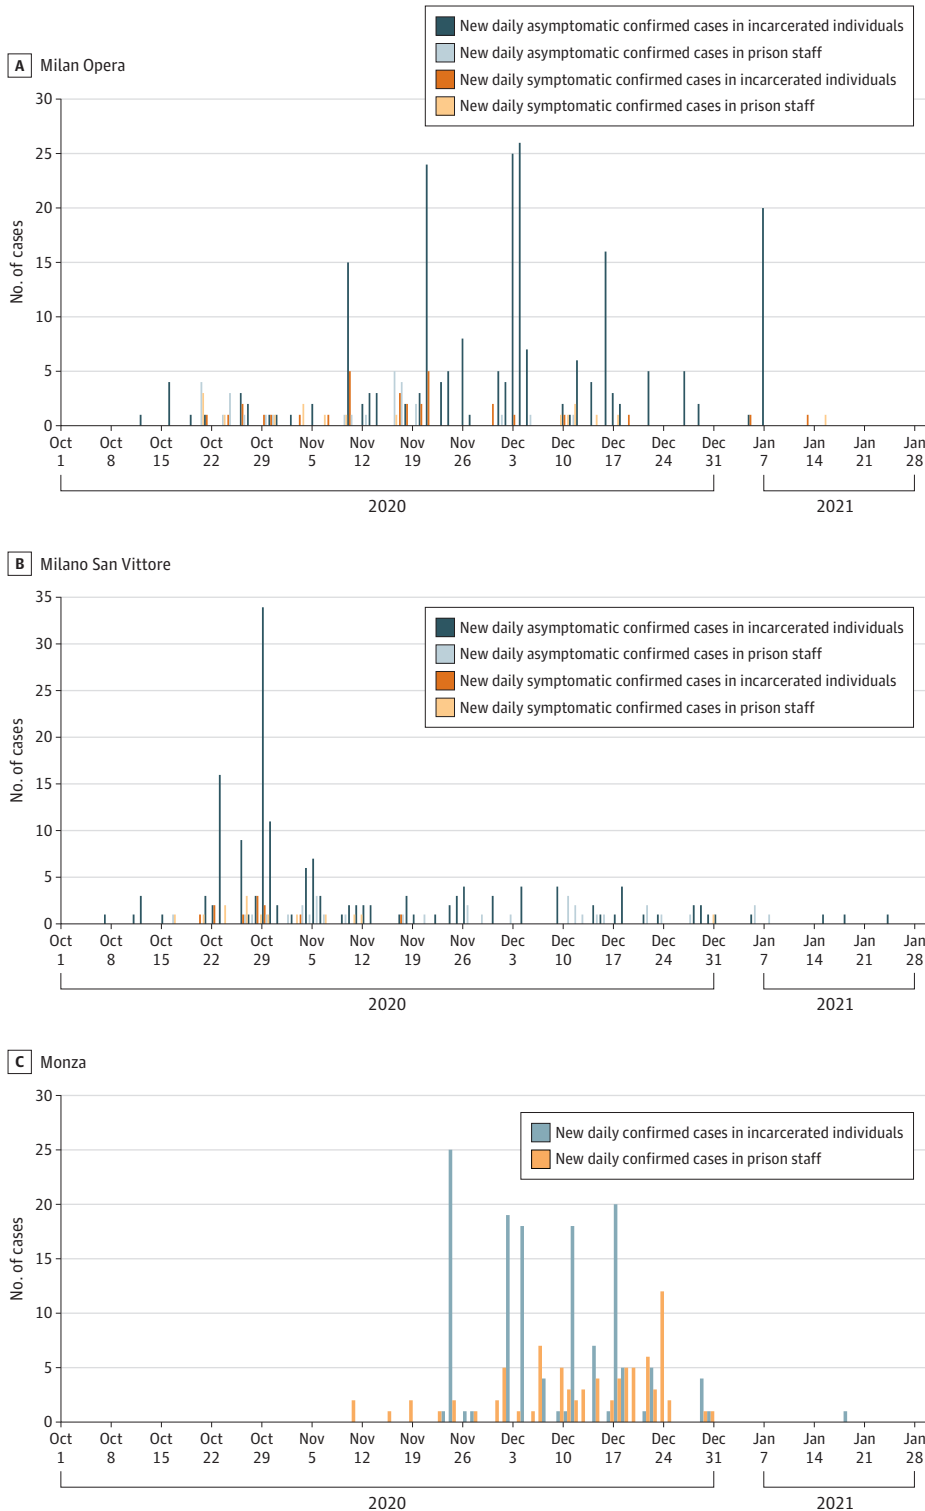 New daily asymptomatic confirmed cases in incarcerated individuals
New daily asymptomatic confirmed cases in prison staff
New daily symptomatic confirmed cases in incarcerated individuals
New daily symptomatic confirmed cases in prison staff
A Milan Opera
30
25
20
15
10
5
0
No. of cases
Oct Oct Oct Oct Oct Nov Nov Nov Nov Dec Dec Dec Dec Dec Jan Jan Jan Jan
1 8 15 22 29 5 12 19 26 3 10 17 24 31 7 14 21 28
2020 2021
B Milano San Vittore
35
30
25
20
15
10
5
0
No. of cases
New daily asymptomatic confirmed cases in incarcerated individuals
New daily asymptomatic confirmed cases in prison staff
New daily symptomatic confirmed cases in incarcerated individuals
New daily symptomatic confirmed cases in prison staff
Oct Oct Oct Oct Oct Nov Nov Nov Nov Dec Dec Dec Dec Dec Jan Jan Jan Jan
1 8 15 22 29 5 12 19 26 3 10 17 24 31 7 14 21 28
2020 2021
C Monza
30
25
20
15
10
5
0
No. of cases
New daily confirmed cases in incarcerated individuals
New daily confirmed cases in prison staff
Oct Oct Oct Oct Oct Nov Nov Nov Nov Dec Dec Dec Dec Dec Jan Jan Jan Jan
1 8 15 22 29 5 12 19 26 3 10 17 24 31 7 14 21 28
2020 2021